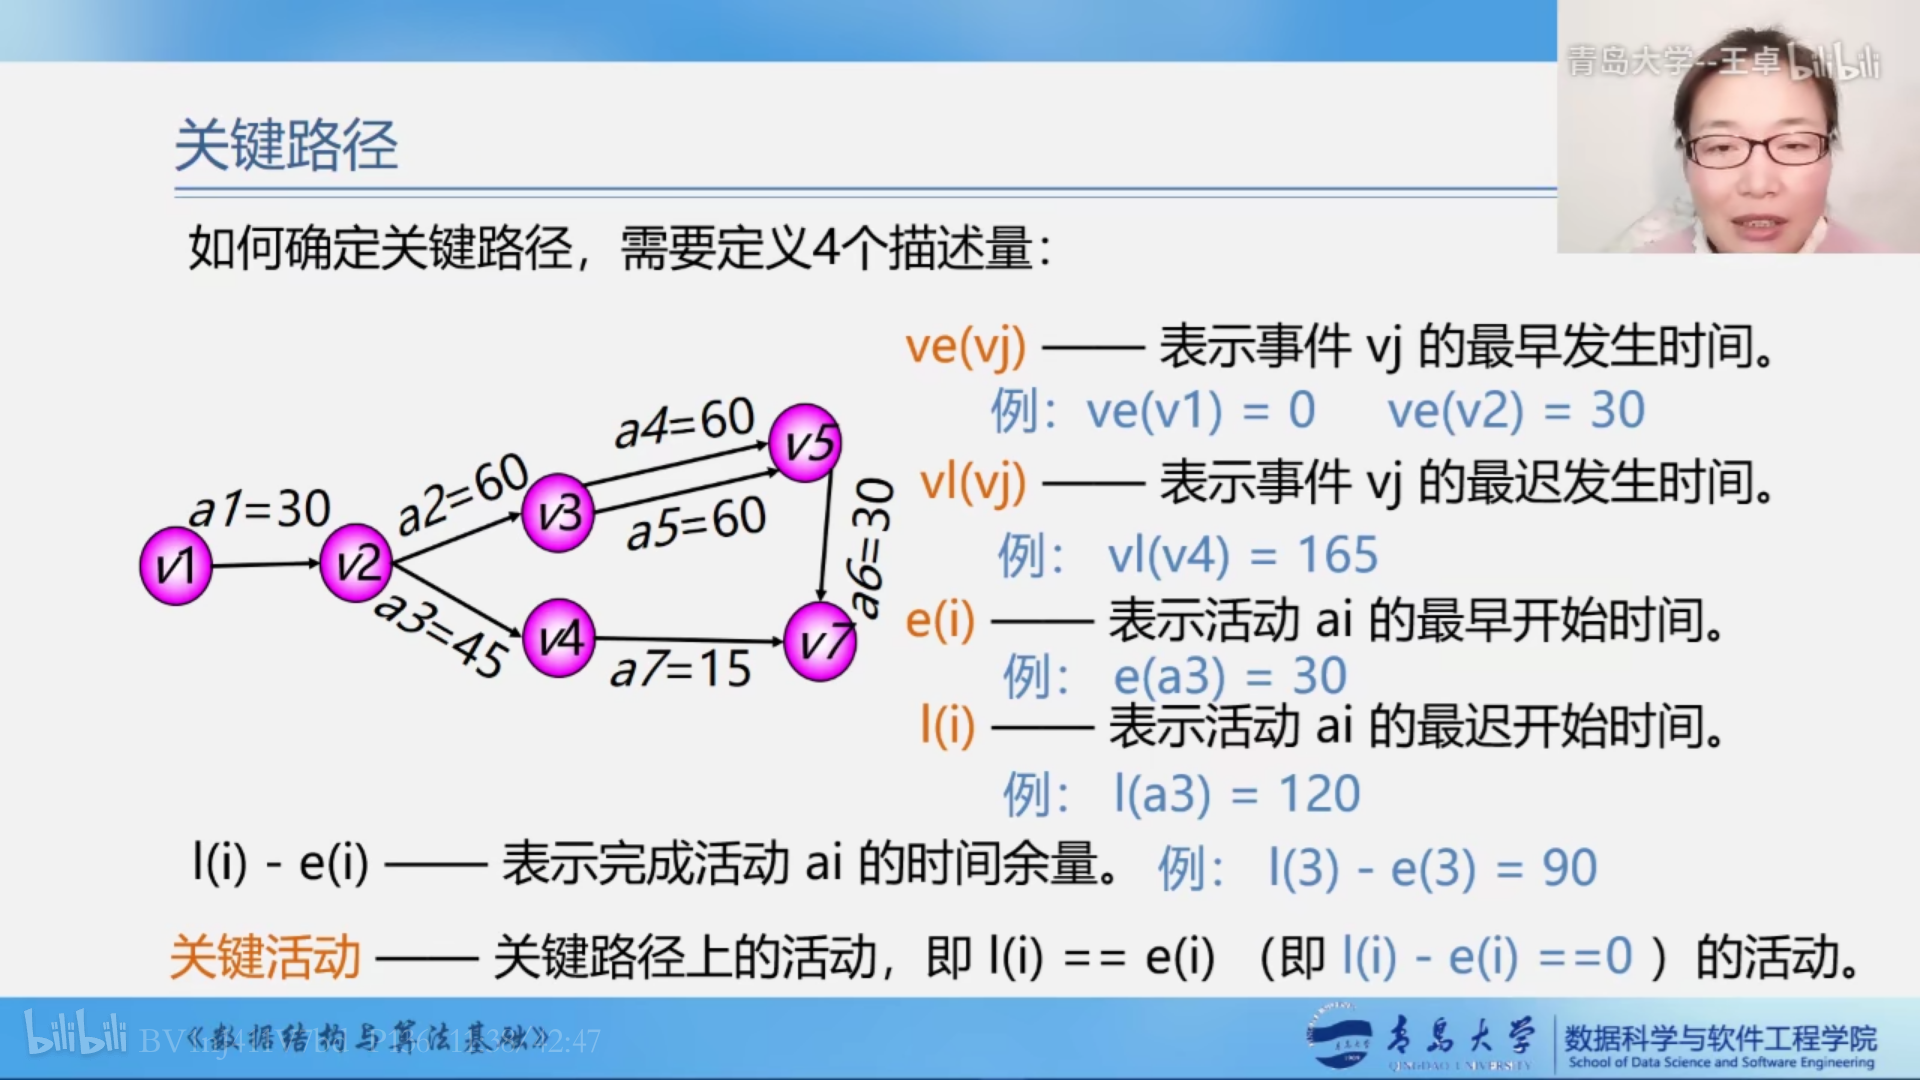 青岛大学--王卓 bilibili
关键路径
如何确定关键路径，需要定义4个描述量：
ve(vj) —— 表示事件 vj 的最早发生时间。
例：ve(v1) = 0 ve(v2) = 30
vl(vj) —— 表示事件 vj 的最迟发生时间。
例： vl(v4) = 165
e(i) —— 表示活动 ai 的最早开始时间。
例： e(a3) = 30
l(i) —— 表示活动 ai 的最迟开始时间。
例： l(a3) = 120
a1=30
a2=60
a3=45
a4=60
a5=60
a6=30
a7=15
v1
v2
v3
v4
v5
v7
l(i) - e(i) —— 表示完成活动 ai 的时间余量。 例： l(3) - e(3) = 90
关键活动 —— 关键路径上的活动，即 l(i) == e(i) （即 l(i) - e(i) ==0 ）的活动。
bilibili
《数据结构与算法基础》
青岛大学
QINGDAO UNIVERSITY
数据科学与软件工程学院
School of Data Science and Software Engineering